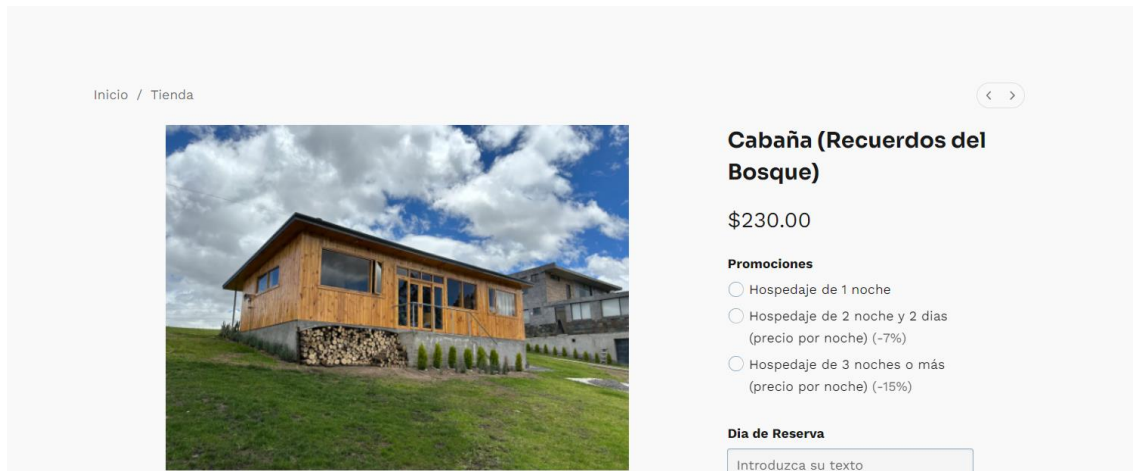 Inicio / Tienda
Cabaña (Recuerdos del
Bosque)
$230.00
Promociones
Hospedaje de 1 noche
Hospedaje de 2 noche y 2 dias
(precio por noche) (-7%)
Hospedaje de 3 noches o más
(precio por noche) (-15%)
Dia de Reserva
Introduzca su texto